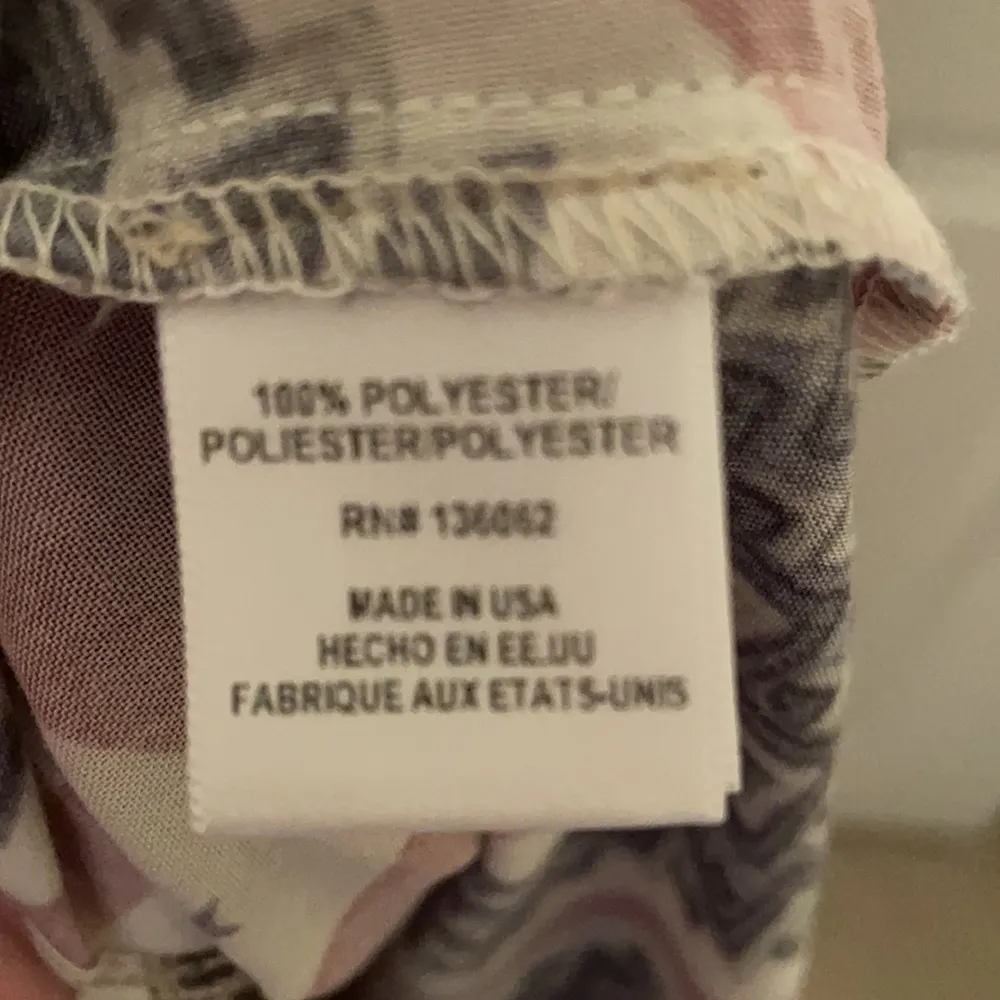 100% POLYESTER/
POLIESTER/POLYESTER
RN# 136062
MADE IN USA
HECHO EN EE.UU
FABRIQUE AUX ETATS-UNIS